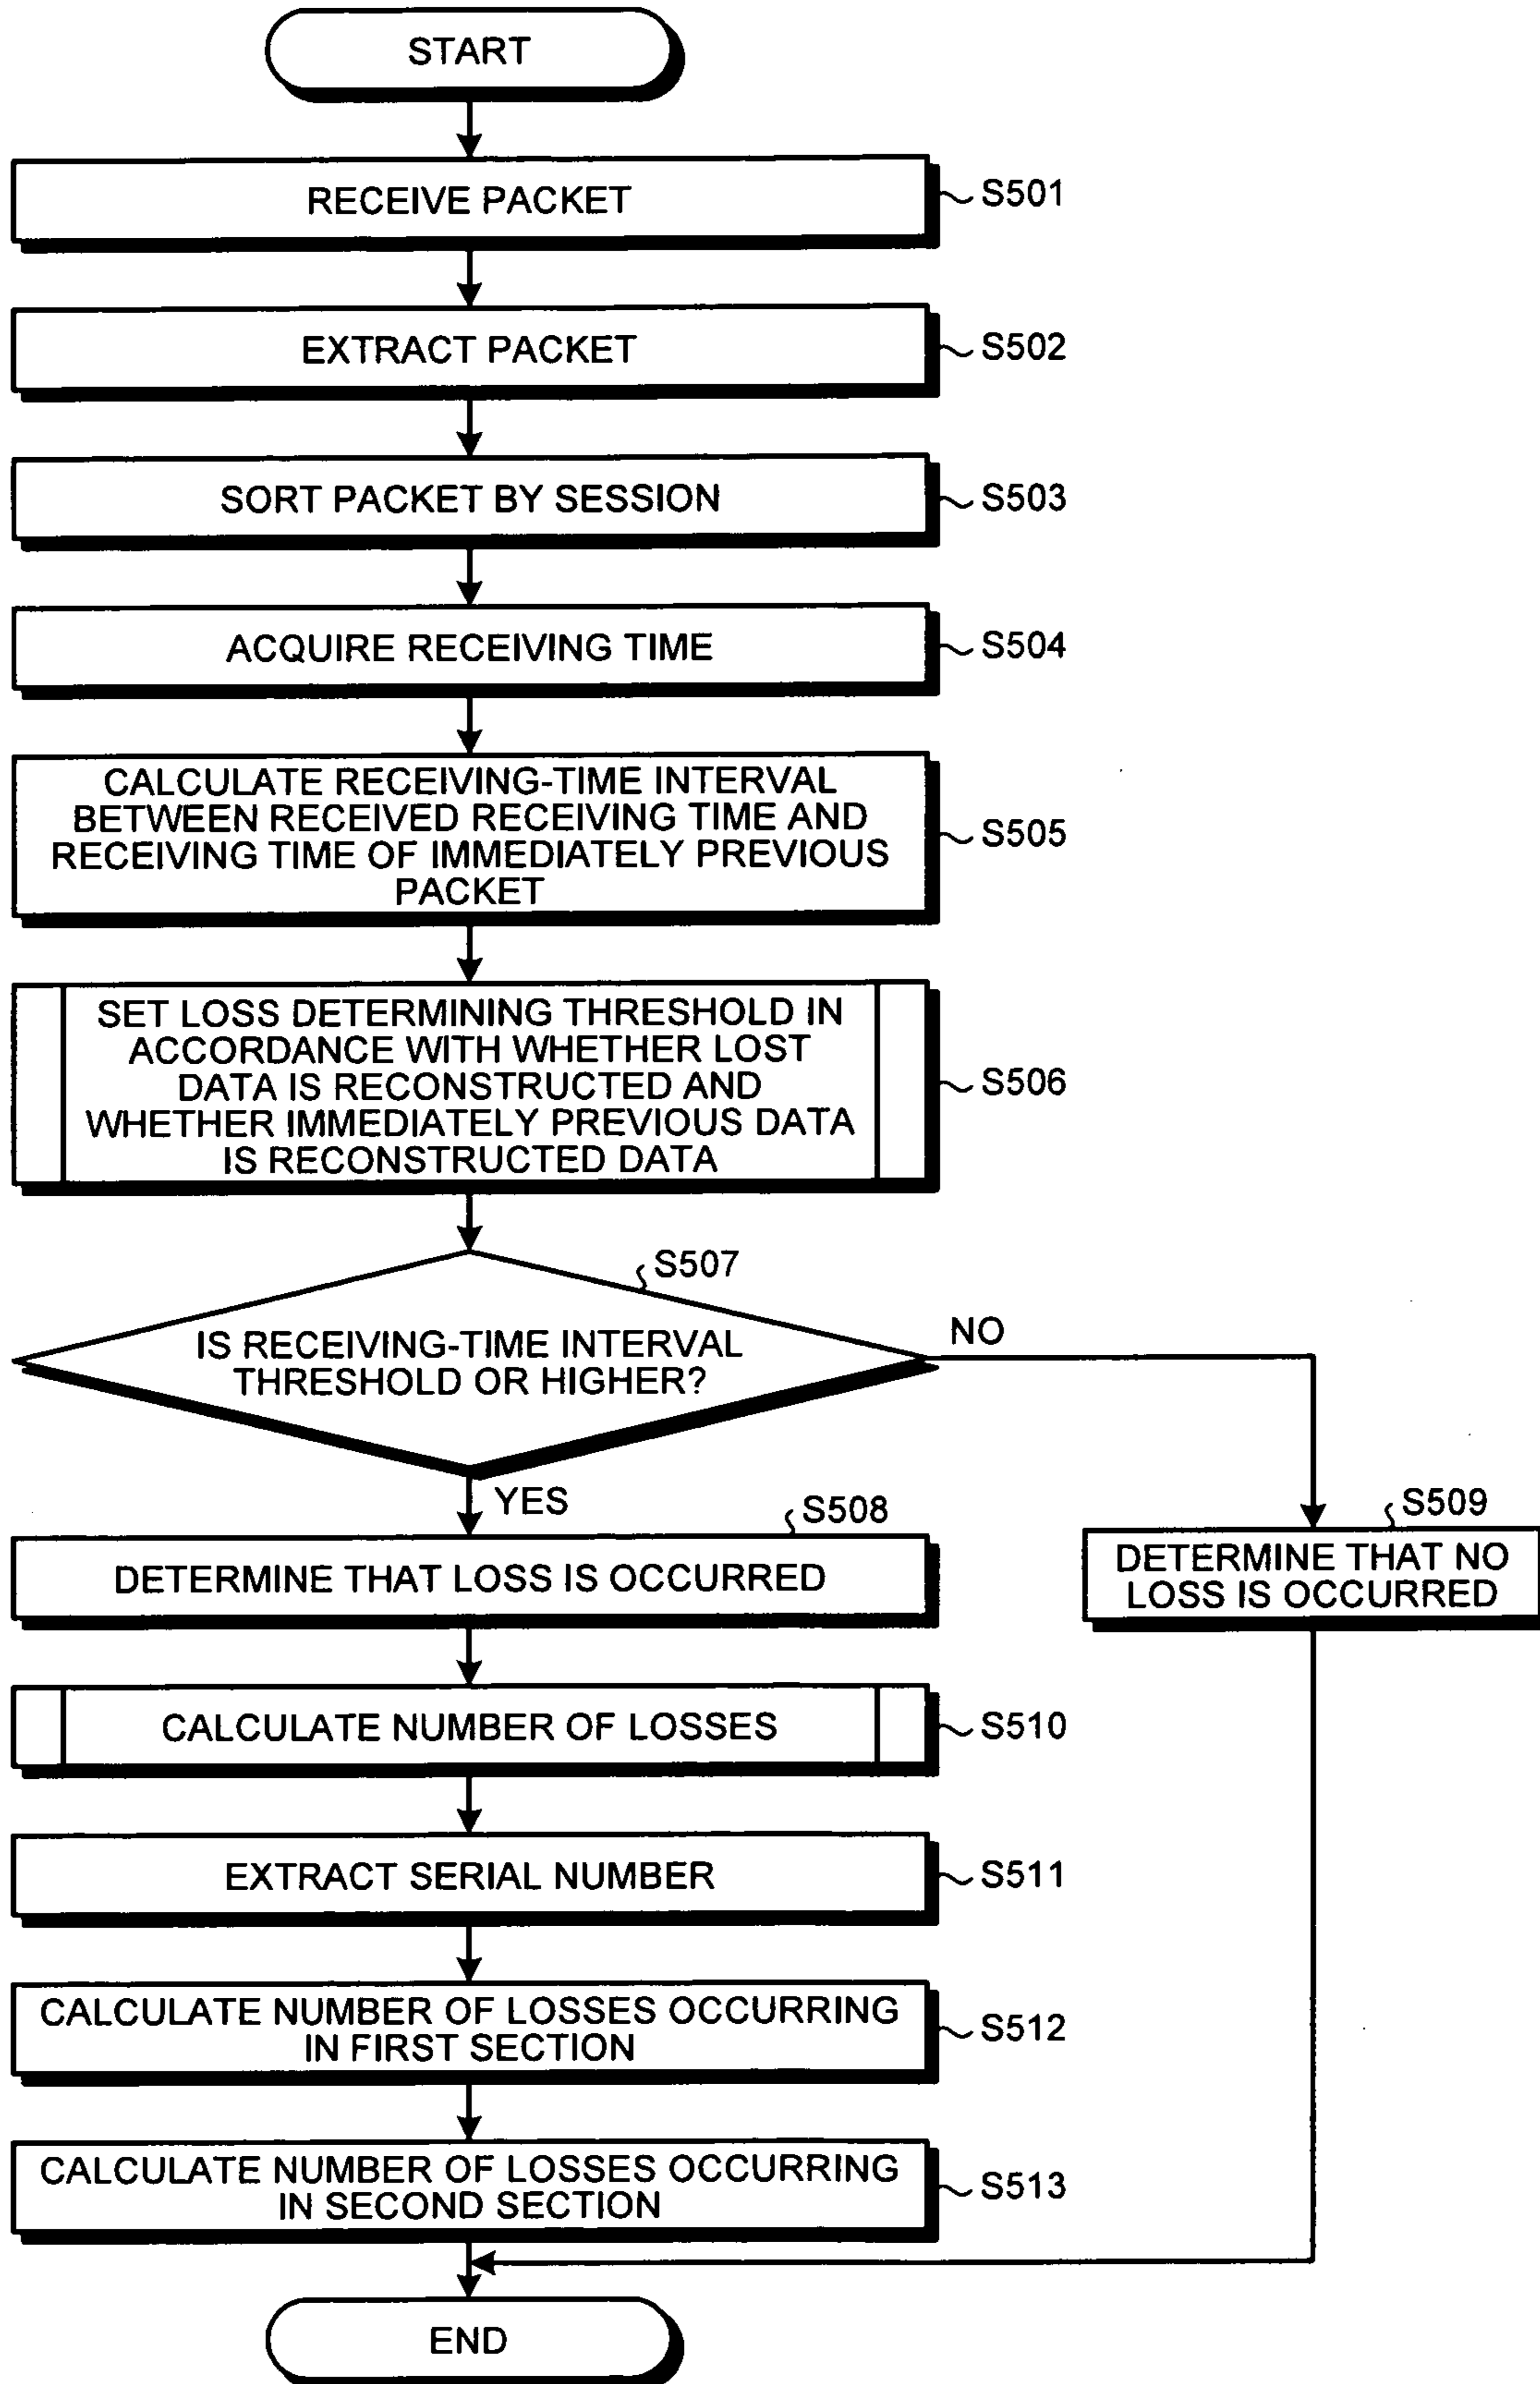 START
RECEIVE PACKET
S501
EXTRACT PACKET
S502
SORT PACKET BY SESSION
S503
ACQUIRE RECEIVING TIME
S504
CALCULATE RECEIVING-TIME INTERVAL
BETWEEN RECEIVED RECEIVING TIME AND
RECEIVING TIME OF IMMEDIATELY PREVIOUS
PACKET
S505
SET LOSS DETERMINING THRESHOLD IN
ACCORDANCE WITH WHETHER LOST
DATA IS RECONSTRUCTED AND
WHETHER IMMEDIATELY PREVIOUS DATA
IS RECONSTRUCTED DATA
S506
S507
IS RECEIVING-TIME INTERVAL
THRESHOLD OR HIGHER?
NO
YES
S508
DETERMINE THAT LOSS IS OCCURRED
S509
DETERMINE THAT NO
LOSS IS OCCURRED
CALCULATE NUMBER OF LOSSES
S510
EXTRACT SERIAL NUMBER
S511
CALCULATE NUMBER OF LOSSES OCCURRING
IN FIRST SECTION
S512
CALCULATE NUMBER OF LOSSES OCCURRING
IN SECOND SECTION
S513
END